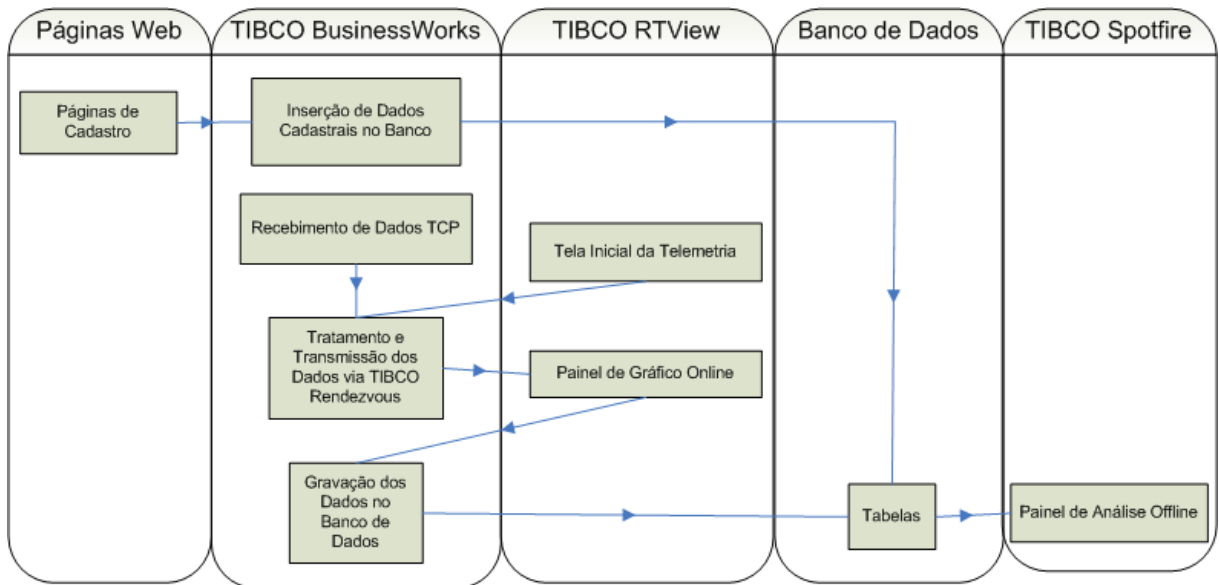 Páginas Web
TIBCO BusinessWorks
TIBCO RTView
Banco de Dados
TIBCO Spotfire
Páginas de
Cadastro
Inserção de Dados
Cadastrais no Banco
Recebimento de Dados TCP
Tela Inicial da Telemetria
Tratamento e
Transmissão dos
Dados via TIBCO
Rendezvous
Painel de Gráfico Online
Gravação dos
Dados no
Banco de
Dados
Tabelas
Painel de Análise Offline